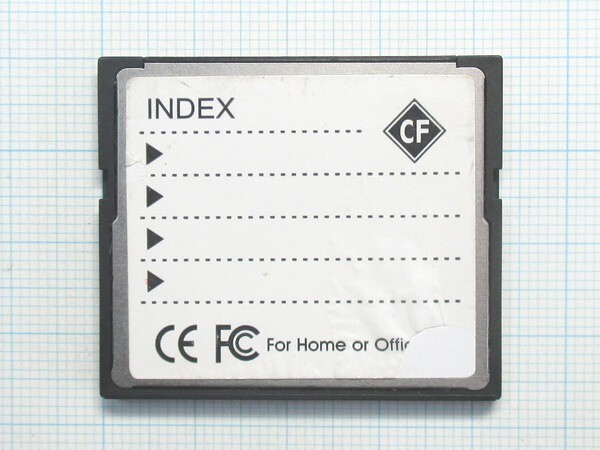 INDEX
CF
CE FC For Home or Offic